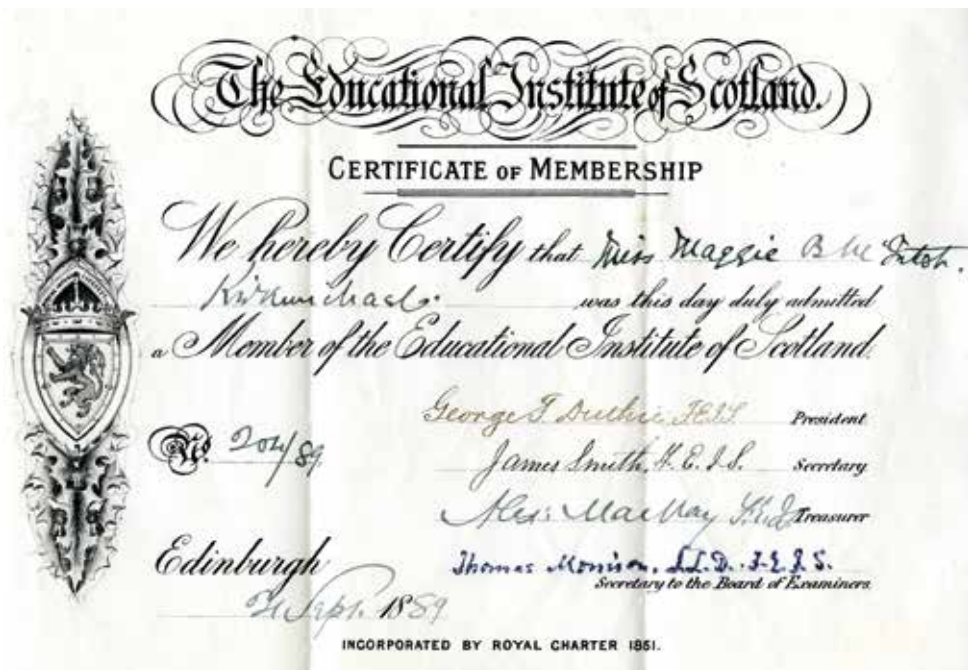 The Educational Institute of Scotland.
CERTIFICATE OF MEMBERSHIP
We hereby Certify that Miss Maggie B Mc Intosh.
Kirkmichael. was this day duly admitted
a Member of the Educational Institute of Scotland.
George T Duthie, F.E.I.S President
No. 204/89 James Smith, F.E.I.S. Secretary
Treasurer
Edinburgh Thomas Morrison, LL.D. F.E.I.S.
Secretary to the Board of Examiners.
Sept. 1889
INCORPORATED BY ROYAL CHARTER 1851.